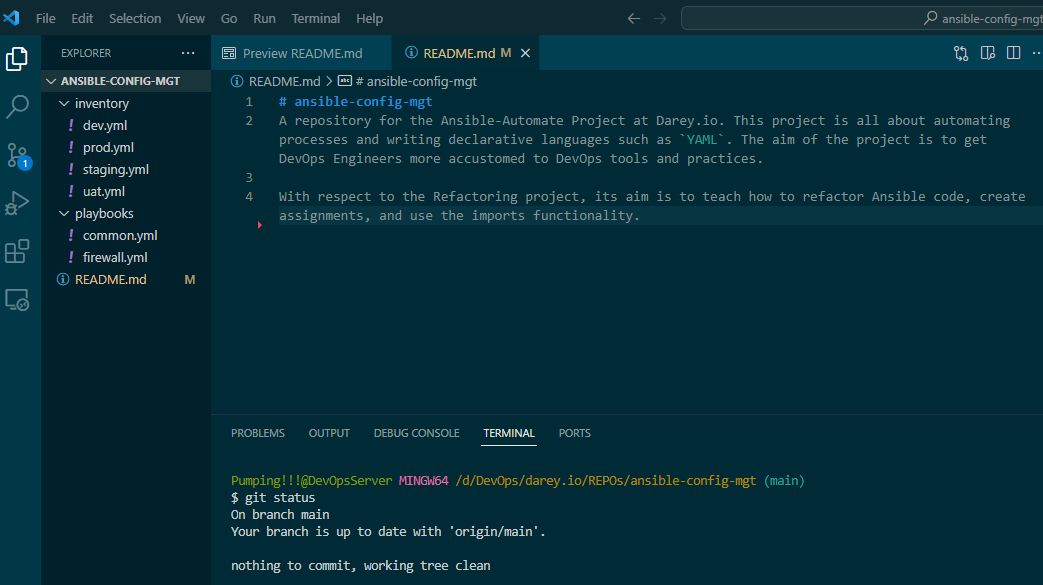 File Edit Selection View Go Run Terminal Help
ansible-config-mgt
EXPLORER
Preview README.md
README.md M
ANSIBLE-CONFIG-MGT
README.md > # ansible-config-mgt
inventory
dev.yml
prod.yml
staging.yml
uat.yml
playbooks
common.yml
firewall.yml
README.md M
1
1 # ansible-config-mgt
2 A repository for the Ansible-Automate Project at Darey.io. This project is all about automating
processes and writing declarative languages such as `YAML`. The aim of the project is to get
DevOps Engineers more accustomed to DevOps tools and practices.
3
4 With respect to the Refactoring project, its aim is to teach how to refactor Ansible code, create
assignments, and use the imports functionality.
PROBLEMS OUTPUT DEBUG CONSOLE TERMINAL PORTS
Pumping!!!@DevOpsServer MINGW64 /d/DevOps/darey.io/REPOs/ansible-config-mgt (main)
$ git status
On branch main
Your branch is up to date with 'origin/main'.
nothing to commit, working tree clean